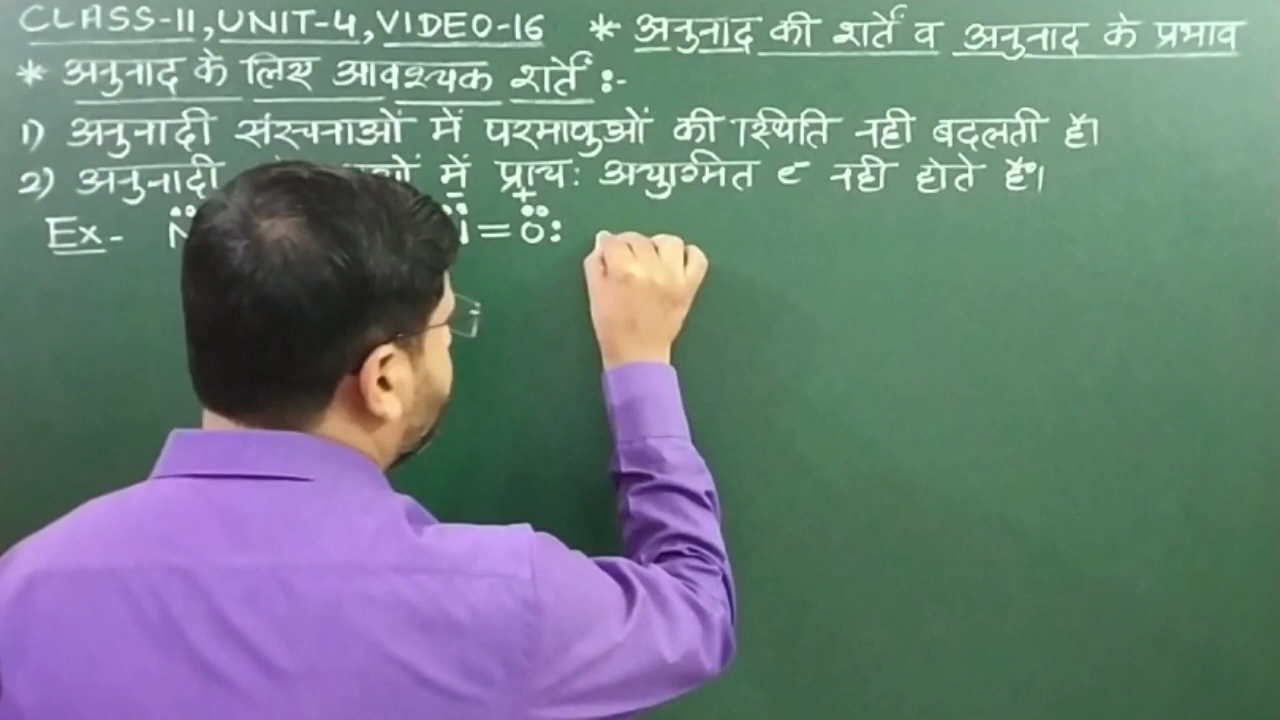 CLASS-11, UNIT-4, VIDEO-16 * अनुनाद की शर्ते व अनुनाद के प्रभाव
* अनुनाद के लिए आवश्यक शर्तें :-
1) अनुनादी संरचनाओं में परमाणुओं की स्थिति नही बदलती है।
2) अनुनादी में प्रायः अयुग्मित e⁻ नही होते है।
Ex- =O: